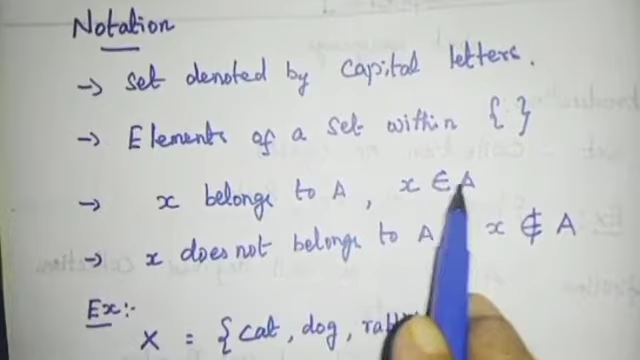 Notation
→ Set denoted by capital letters.
→ Elements of a set within { }
→ x belongs to A, x ∈ A
→ x does not belongs to A x ∉ A
Ex:-
X = {cat, dog,